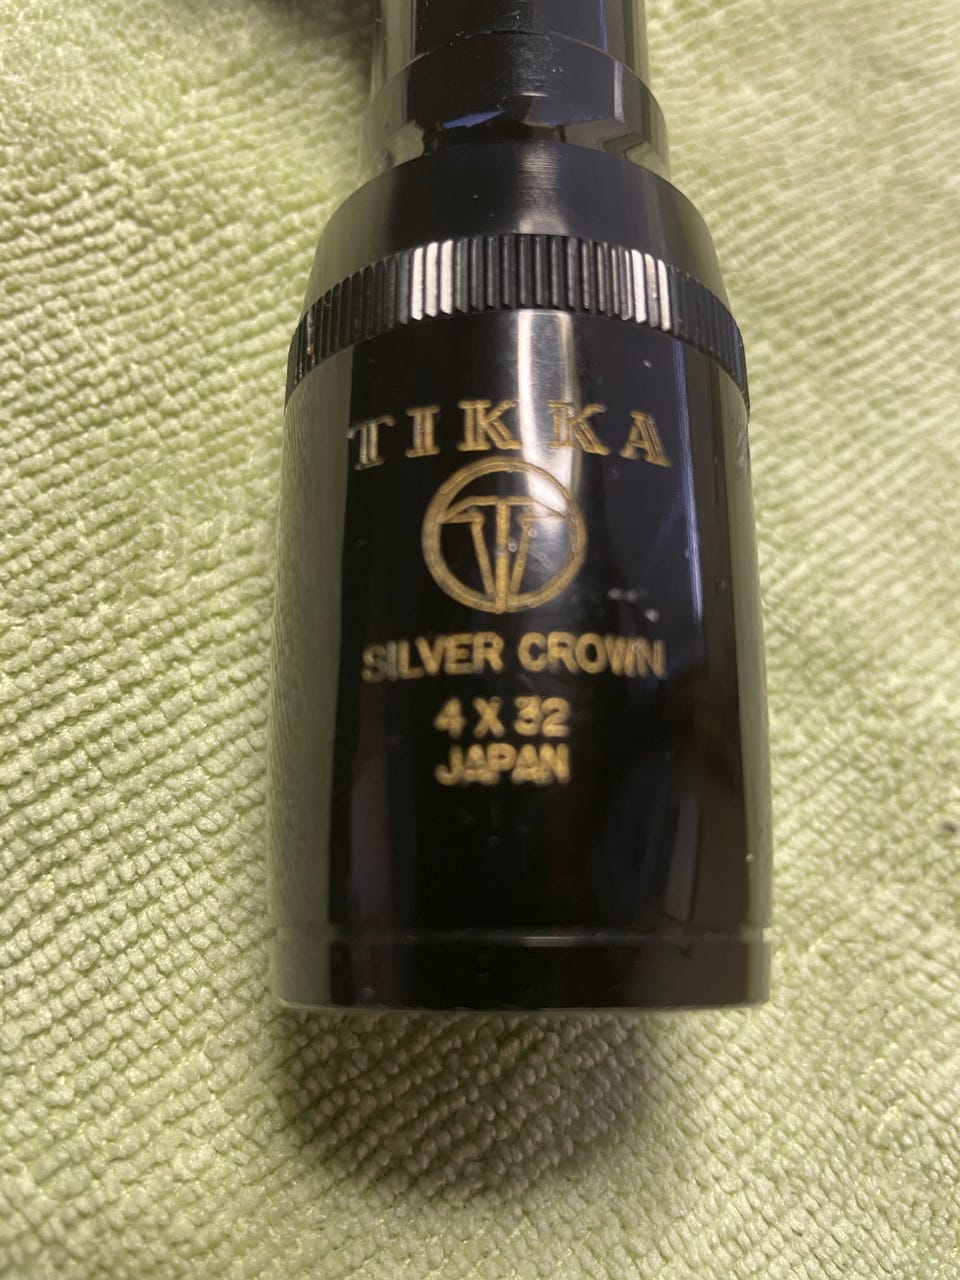 TIKKA
T
SILVER CROWN
4 X 32
JAPAN